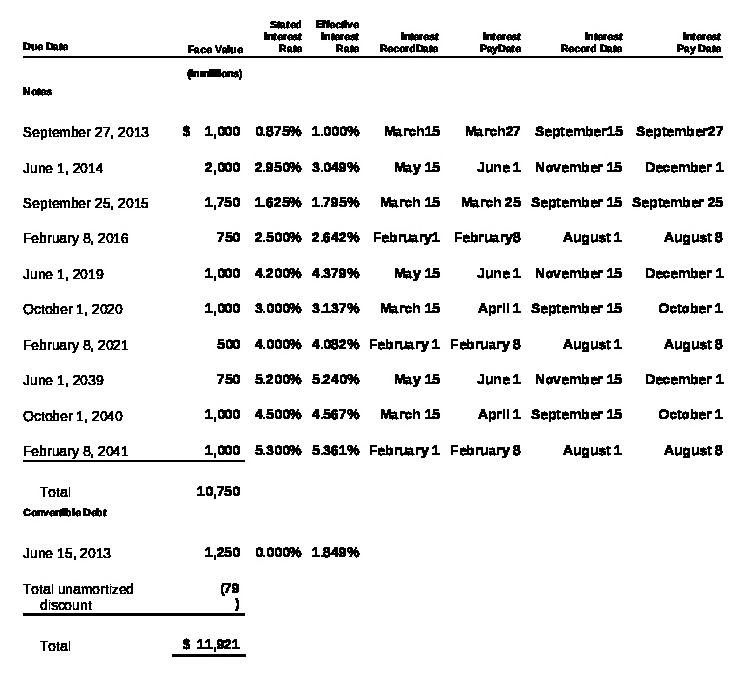 Due Date Face Value Stated Interest Rate Effective Interest Rate Interest RecordDate Interest PayDate Interest Record Date Interest Pay Date
(inmillions)
Notes
September 27, 2013 $ 1,000 0.875% 1.000% March15 March27 September15 September27
June 1, 2014 2,000 2.950% 3.049% May 15 June 1 November 15 December 1
September 25, 2015 1,750 1.625% 1.795% March 15 March 25 September 15 September 25
February 8, 2016 750 2.500% 2.642% February1 February8 August 1 August 8
June 1, 2019 1,000 4.200% 4.379% May 15 June 1 November 15 December 1
October 1, 2020 1,000 3.000% 3.137% March 15 April 1 September 15 October 1
February 8, 2021 500 4.000% 4.082% February 1 February 8 August 1 August 8
June 1, 2039 750 5.200% 5.240% May 15 June 1 November 15 December 1
October 1, 2040 1,000 4.500% 4.567% March 15 April 1 September 15 October 1
February 8, 2041 1,000 5.300% 5.361% February 1 February 8 August 1 August 8
Total 10,750
Convertible Debt
June 15, 2013 1,250 0.000% 1.849%
Total unamortized (79
discount )
Total $ 11,921